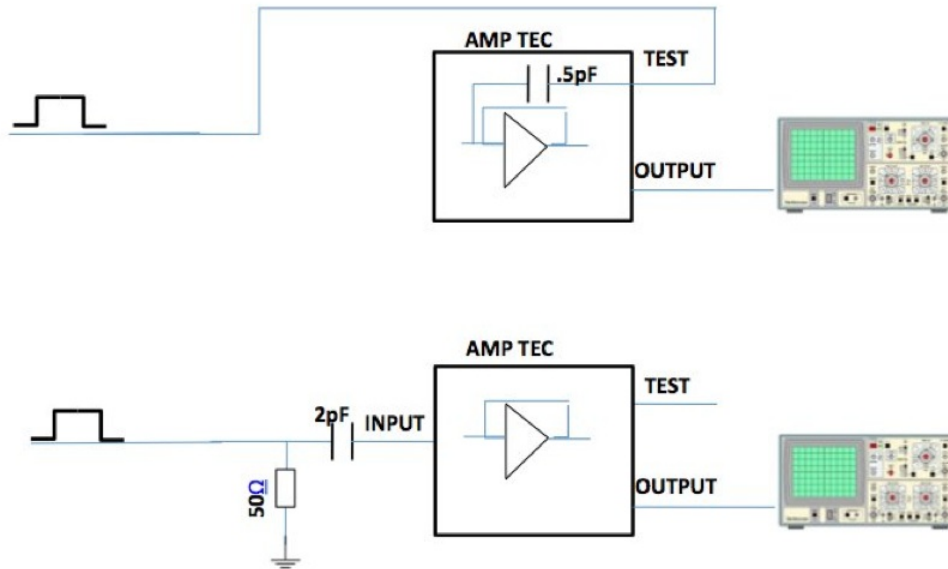 AMP TEC
TEST
.5pF
OUTPUT
AMP TEC
TEST
2pF
INPUT
50Ω
OUTPUT